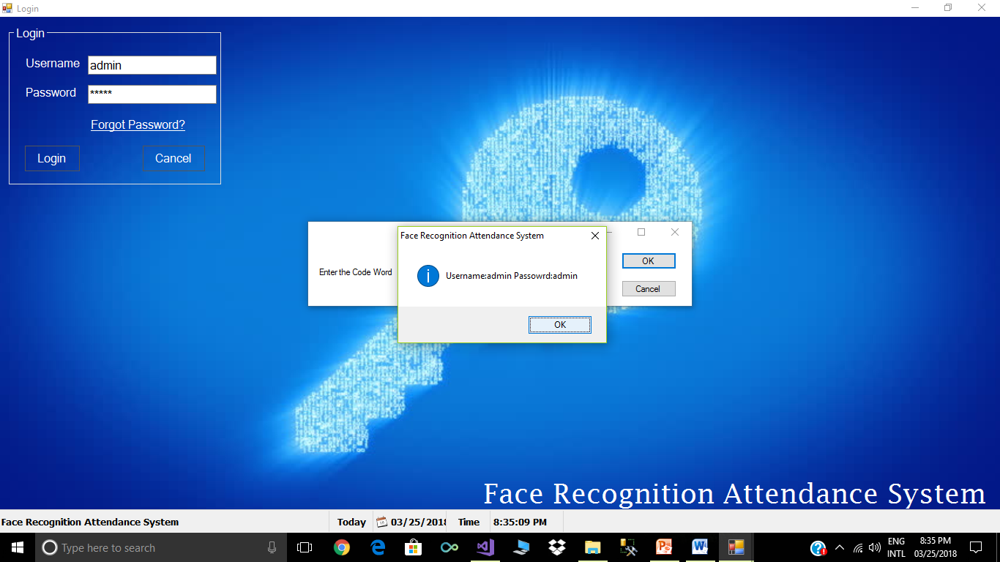 Login
Login
Username admin
Password *****
Forgot Password?
Login Cancel
Face Recognition Attendance System
Enter the Code Word
Username:admin Passowrd:admin
OK
OK
Cancel
Face Recognition Attendance System
Face Recognition Attendance System Today 03/25/2018 Time 8:35:09 PM
Type here to search
ENG
INTL
8:35 PM
03/25/2018